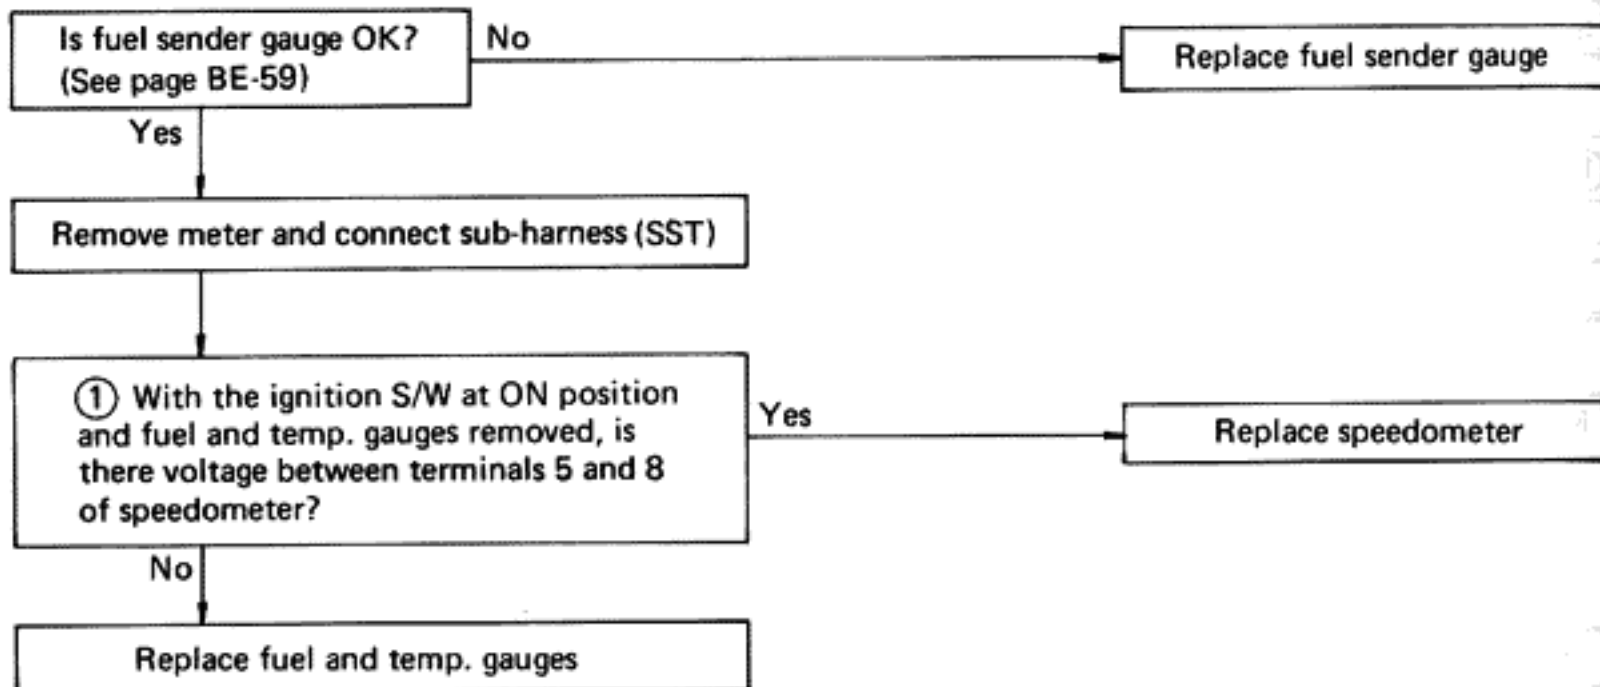 Is fuel sender gauge OK?
(See page BE-59)
No
Replace fuel sender gauge
Yes
Remove meter and connect sub-harness (SST)
① With the ignition S/W at ON position
and fuel and temp. gauges removed, is
there voltage between terminals 5 and 8
of speedometer?
Yes
Replace speedometer
No
Replace fuel and temp. gauges